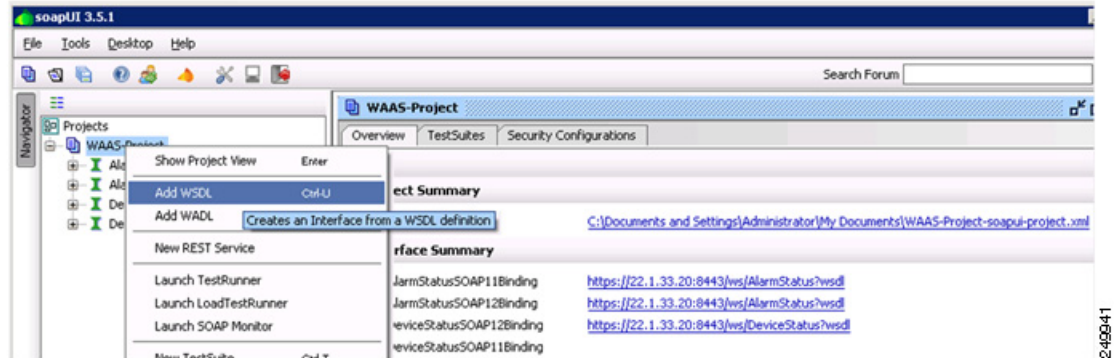 soapUI 3.5.1
File Tools Desktop Help
Search Forum
Navigator
Projects
WAAS-Project
WAAS-Project
Overview TestSuites Security Configurations
Show Project View Enter
Add WSDL Ctrl-U
ect Summary
Add WADL
Creates an Interface from a WSDL definition
C:\Documents and Settings\Administrator\My Documents\WAAS-Project-soapui-project.xml
New REST Service
rface Summary
Launch TestRunner
larmStatusSOAP11Binding https://22.1.33.20:8443/ws/AlarmStatus?wsdl
Launch LoadTestRunner
larmStatusSOAP12Binding https://22.1.33.20:8443/ws/AlarmStatus?wsdl
Launch SOAP Monitor
eviceStatusSOAP12Binding https://22.1.33.20:8443/ws/DeviceStatus?wsdl
New TestSuite Ctrl-T
eviceStatusSOAP11Binding
249941